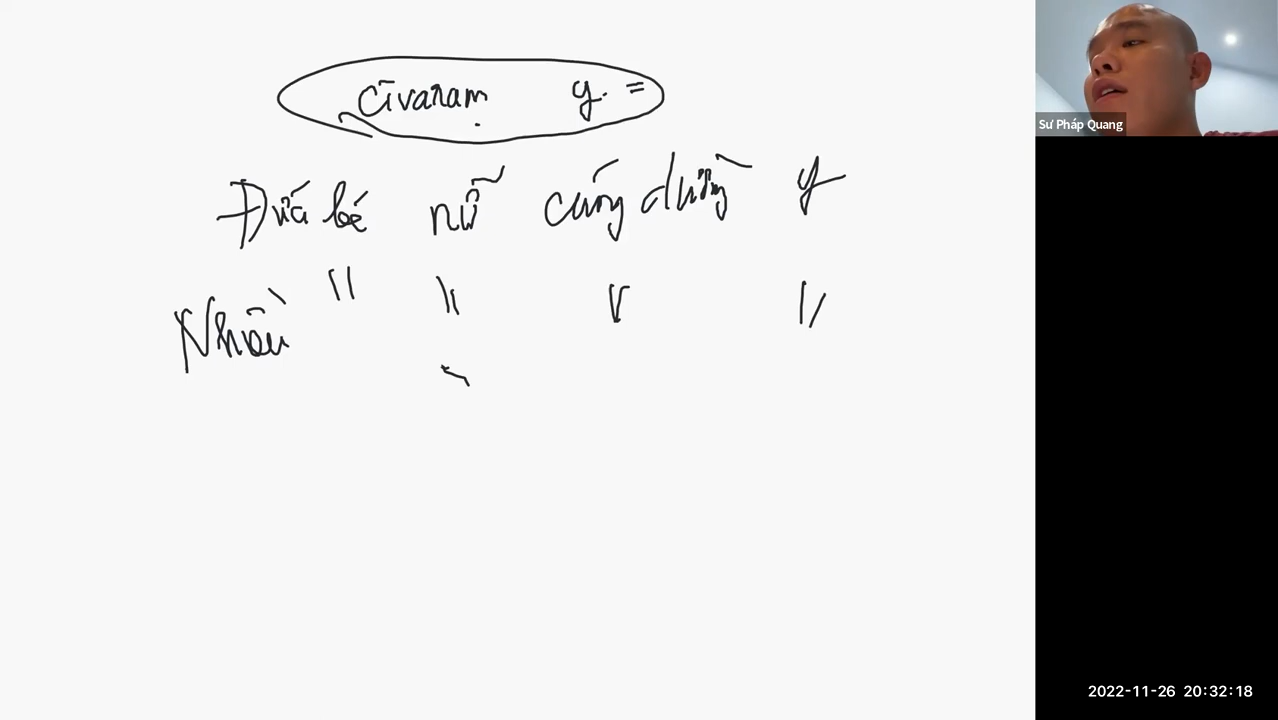 cīvaraṃ y. =
Đứa bé nữ cúng dường y
Nhiều " " " "
Sư Pháp Quang
2022-11-26 20:32:18